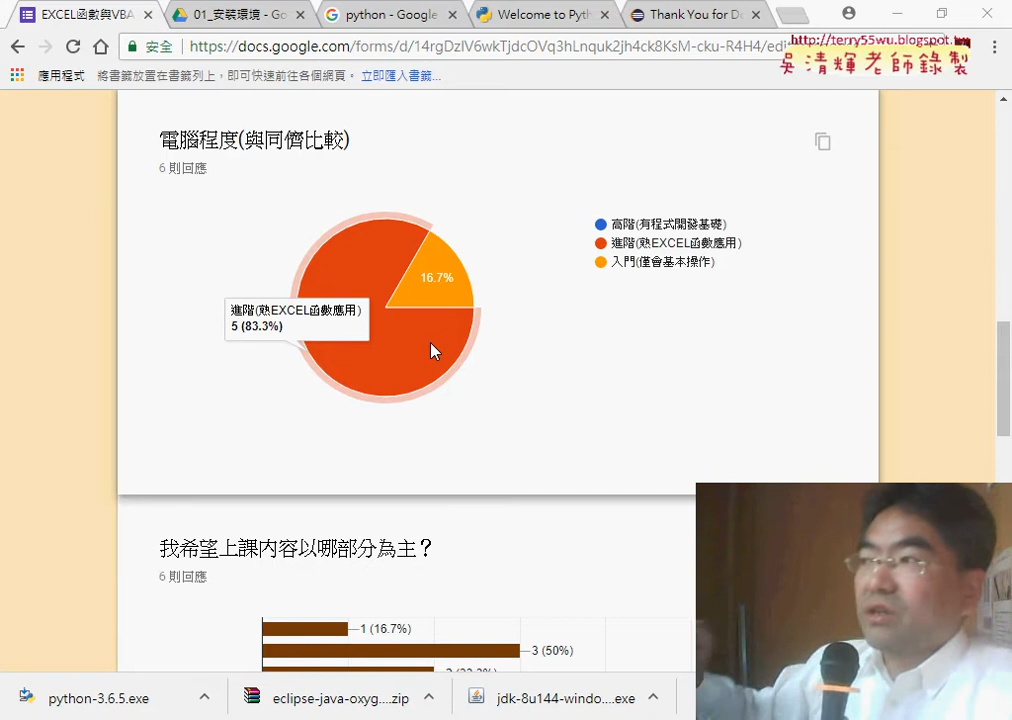 EXCEL函數與VBA
01_安裝環境 - Go
python - Google
Welcome to Pyth
Thank You for Do
安全
https://docs.google.com/forms/d/14rgDzIV6wkTjdcOVq3hLnquk2jh4ck8KsM-cku-R4H4/edi
http://terry55wu.blogspot.tw
吳清輝老師錄製
應用程式
將書籤放置在書籤列上，即可快速前往各個網頁。
立即匯入書籤...
電腦程度(與同儕比較)
6 則回應
高階(有程式開發基礎)
進階(熟EXCEL函數應用)
入門(僅會基本操作)
16.7%
進階(熟EXCEL函數應用)
5 (83.3%)
我希望上課內容以哪部分為主？
6 則回應
1 (16.7%)
3 (50%)
python-3.6.5.exe
eclipse-java-oxyg....zip
jdk-8u144-windo....exe